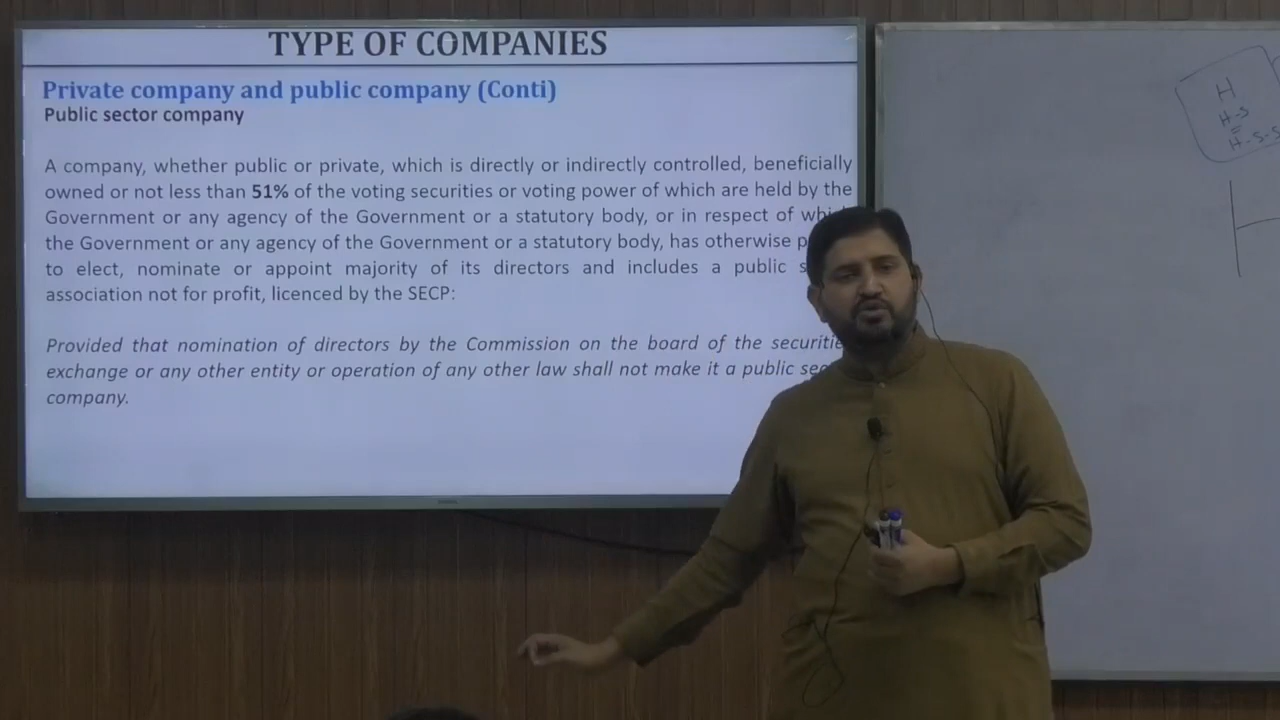 TYPE OF COMPANIES
Private company and public company (Conti)
Public sector company
A company, whether public or private, which is directly or indirectly controlled, beneficially
owned or not less than 51% of the voting securities or voting power of which are held by the
Government or any agency of the Government or a statutory body, or in respect of which
the Government or any agency of the Government or a statutory body, has otherwise
to elect, nominate or appoint majority of its directors and includes a public
association not for profit, licenced by the SECP:
Provided that nomination of directors by the Commission on the board of the securities
exchange or any other entity or operation of any other law shall not make it a public
company.
H
H-S
H-S-S